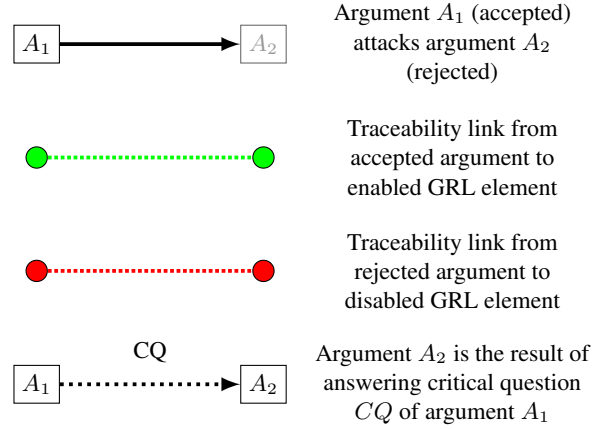 A₁ A₂
Argument A₁ (accepted)
attacks argument A₂
(rejected)
Traceability link from
accepted argument to
enabled GRL element
Traceability link from
rejected argument to
disabled GRL element
CQ
A₁ A₂
Argument A₂ is the result of
answering critical question
CQ of argument A₁